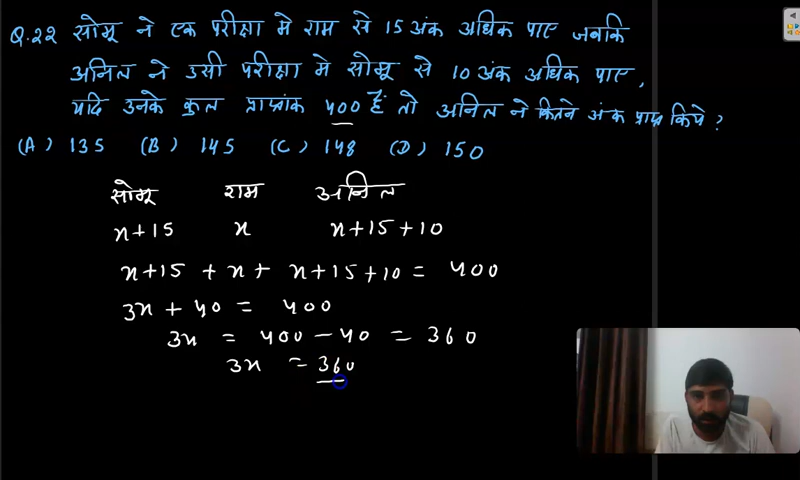 Q.22 सोमू ने एक परीक्षा मे राम से 15 अंक अधिक पाए जबकि
अनिल ने उसी परीक्षा मे सोमू से 10 अंक अधिक पाए,
यदि उनके कुल प्राप्तांक 400 हैं तो अनिल ने कितने अंक प्राप्त किये ?
(A) 135 (B) 145 (C) 148 (D) 150
सोमू राम अनिल
x+15 x x+15+10
x+15 + x + x+15+10 = 400
3x + 40 = 400
3x = 400 - 40 = 360
3x = 360